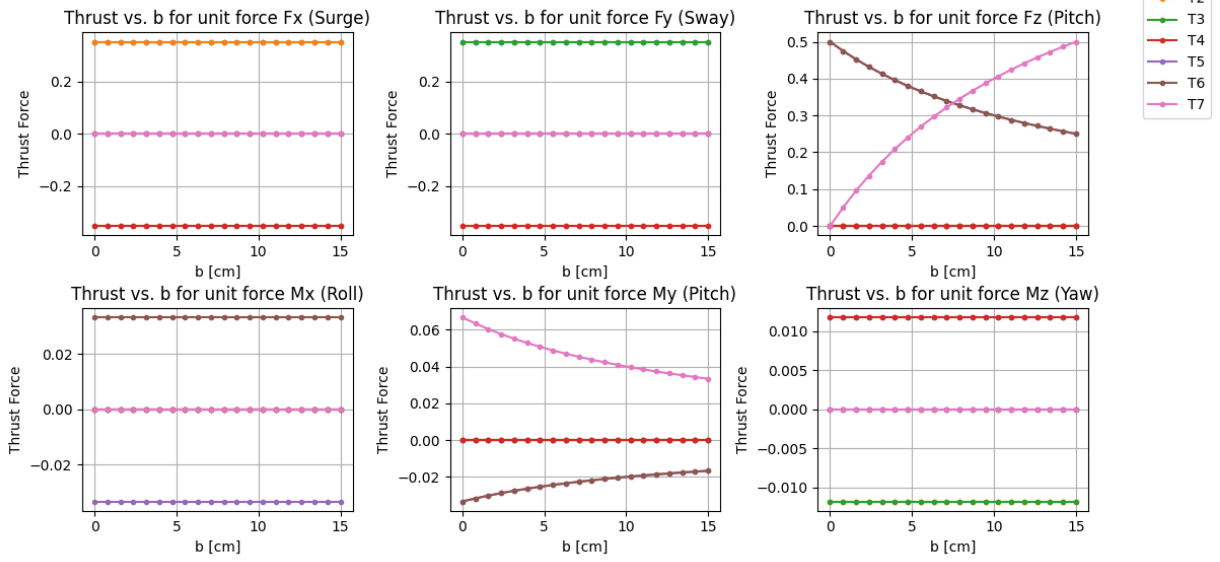 Thrust vs. b for unit force Fx (Surge)
Thrust Force
0.2
0.0
−0.2
0
5
10
15
b [cm]
Thrust vs. b for unit force Fy (Sway)
Thrust Force
0.2
0.0
−0.2
0
5
10
15
b [cm]
Thrust vs. b for unit force Fz (Pitch)
Thrust Force
0.5
0.4
0.3
0.2
0.1
0.0
0
5
10
15
b [cm]
T3
T4
T5
T6
T7
Thrust vs. b for unit force Mx (Roll)
Thrust Force
0.02
0.00
−0.02
0
5
10
15
b [cm]
Thrust vs. b for unit force My (Pitch)
Thrust Force
0.06
0.04
0.02
0.00
−0.02
0
5
10
15
b [cm]
Thrust vs. b for unit force Mz (Yaw)
Thrust Force
0.010
0.005
0.000
−0.005
−0.010
0
5
10
15
b [cm]